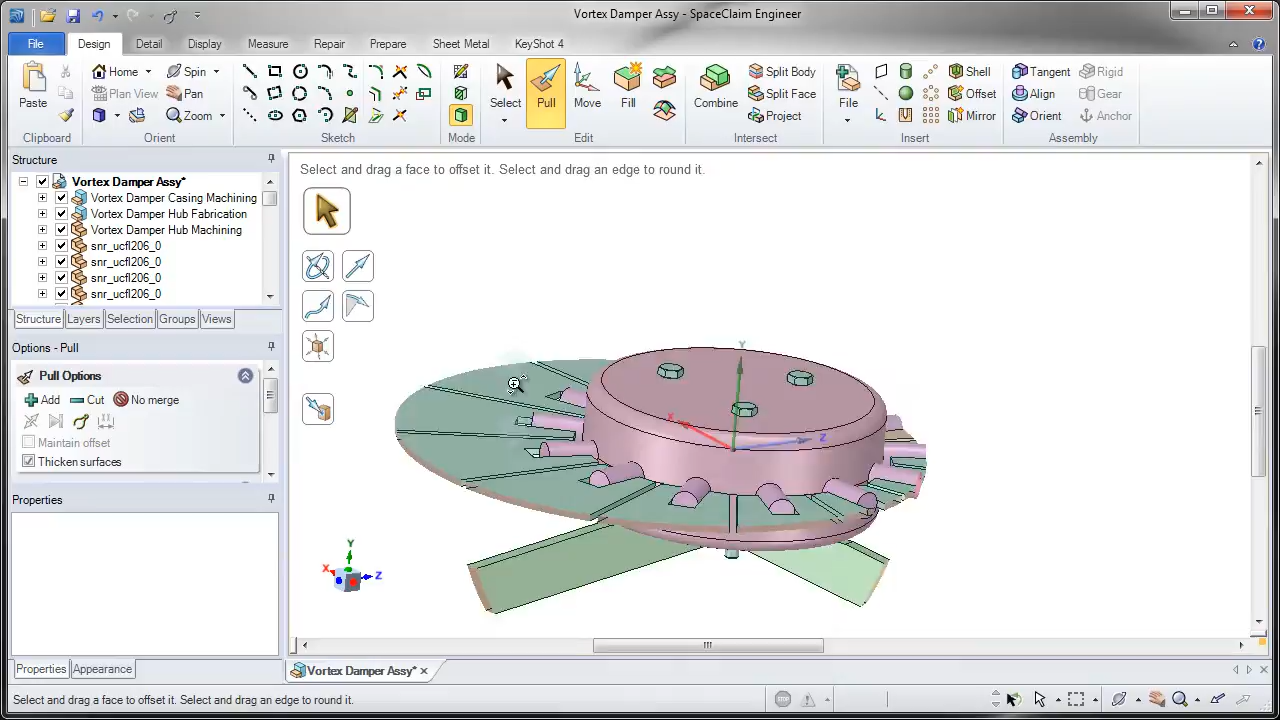 Vortex Damper Assy - SpaceClaim Engineer
File Design Detail Display Measure Repair Prepare Sheet Metal KeyShot 4
Home Spin Select Pull Move Fill Combine Split Body File Shell Tangent Rigid
Paste Plan View Pan Split Face Offset Align Gear
Zoom Project Mirror Orient Anchor
Clipboard Orient Sketch Mode Edit Intersect Insert Assembly
Structure
Vortex Damper Assy*
Vortex Damper Casing Machining
Vortex Damper Hub Fabrication
Vortex Damper Hub Machining
snr_ucfl206_0
snr_ucfl206_0
snr_ucfl206_0
snr_ucfl206_0
Structure Layers Selection Groups Views
Options - Pull
Pull Options
Add Cut No merge
Maintain offset
Thicken surfaces
Properties
Properties Appearance
Select and drag a face to offset it. Select and drag an edge to round it.
Y
X
Z
Y
X
Z
Vortex Damper Assy*
Select and drag a face to offset it. Select and drag an edge to round it.